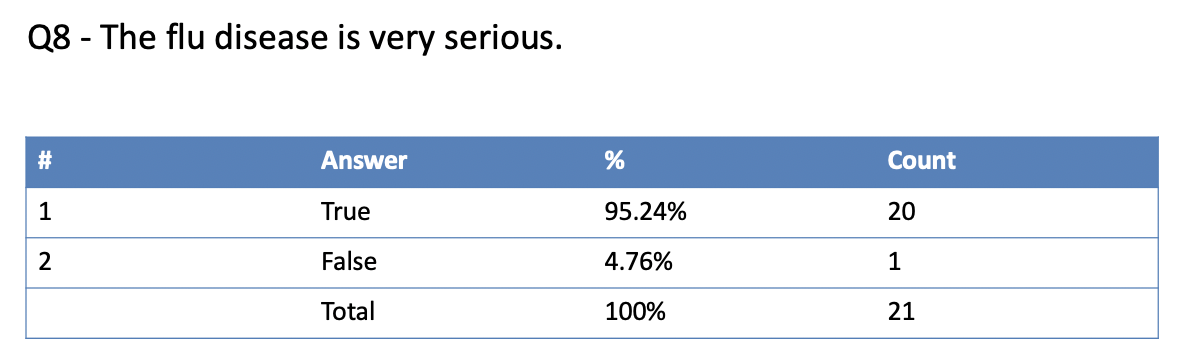 Q8 - The flu disease is very serious.
# Answer % Count
1 True 95.24% 20
2 False 4.76% 1
Total 100% 21